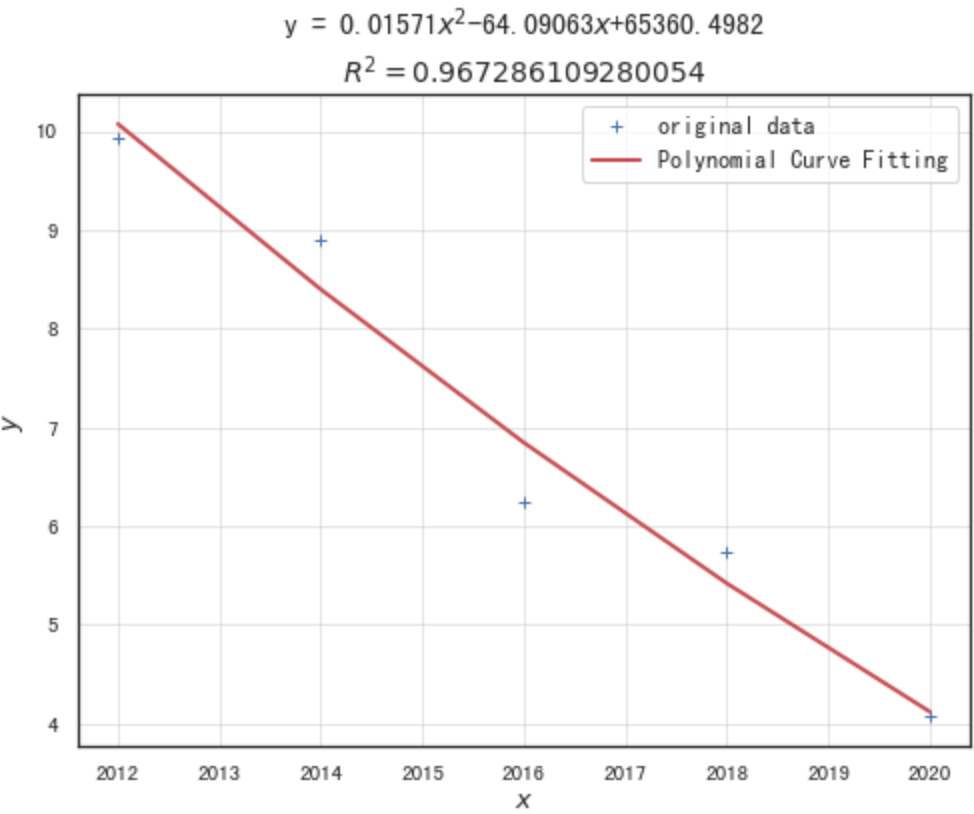 y = 0.01571x²−64.09063x+65360.4982
R² = 0.967286109280054
original data
Polynomial Curve Fitting
10
9
8
7
6
5
4
y
2012 2013 2014 2015 2016 2017 2018 2019 2020
x